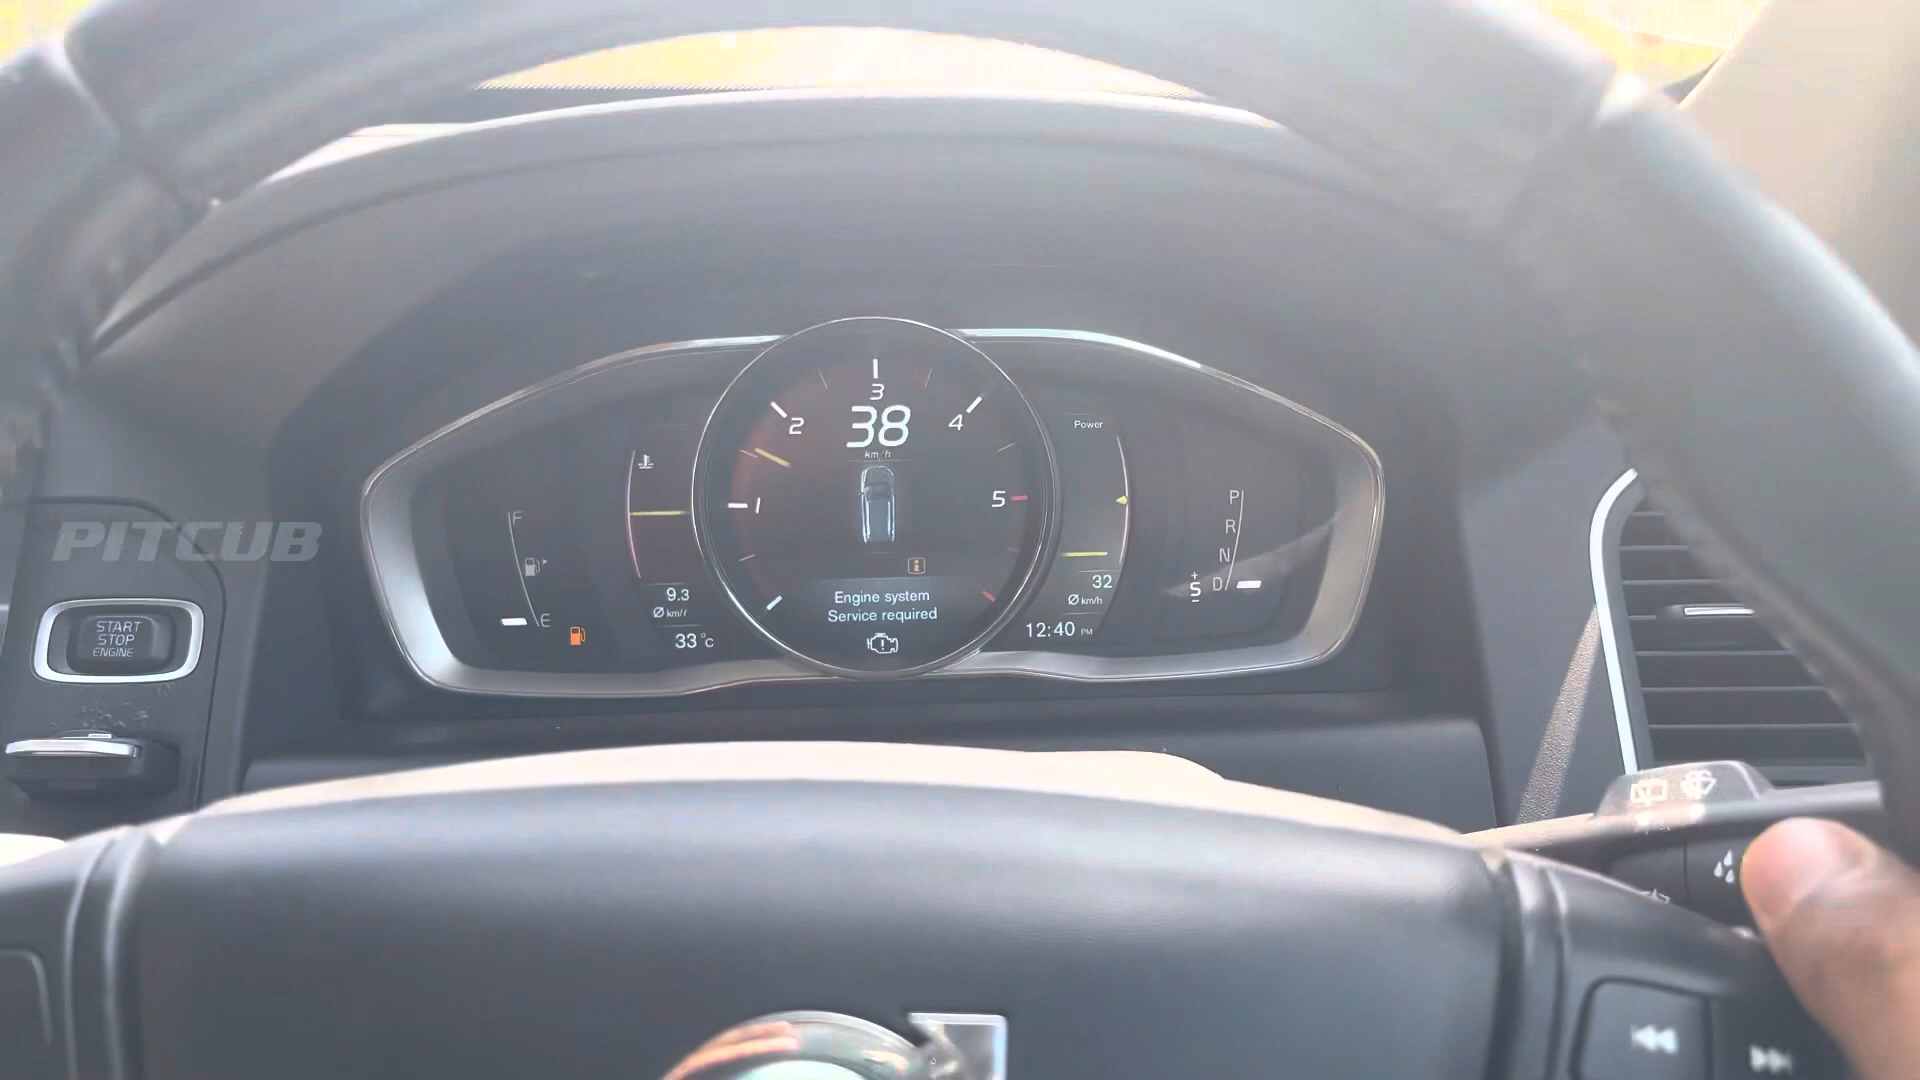 PITCUB
START
STOP
ENGINE
F
E
9.3
Ø km/ℓ
33 °C
1
2
3
4
5
38
km/h
i
Engine system
Service required
Power
32
Ø km/h
12:40 PM
P
R
N
D
+
S
–